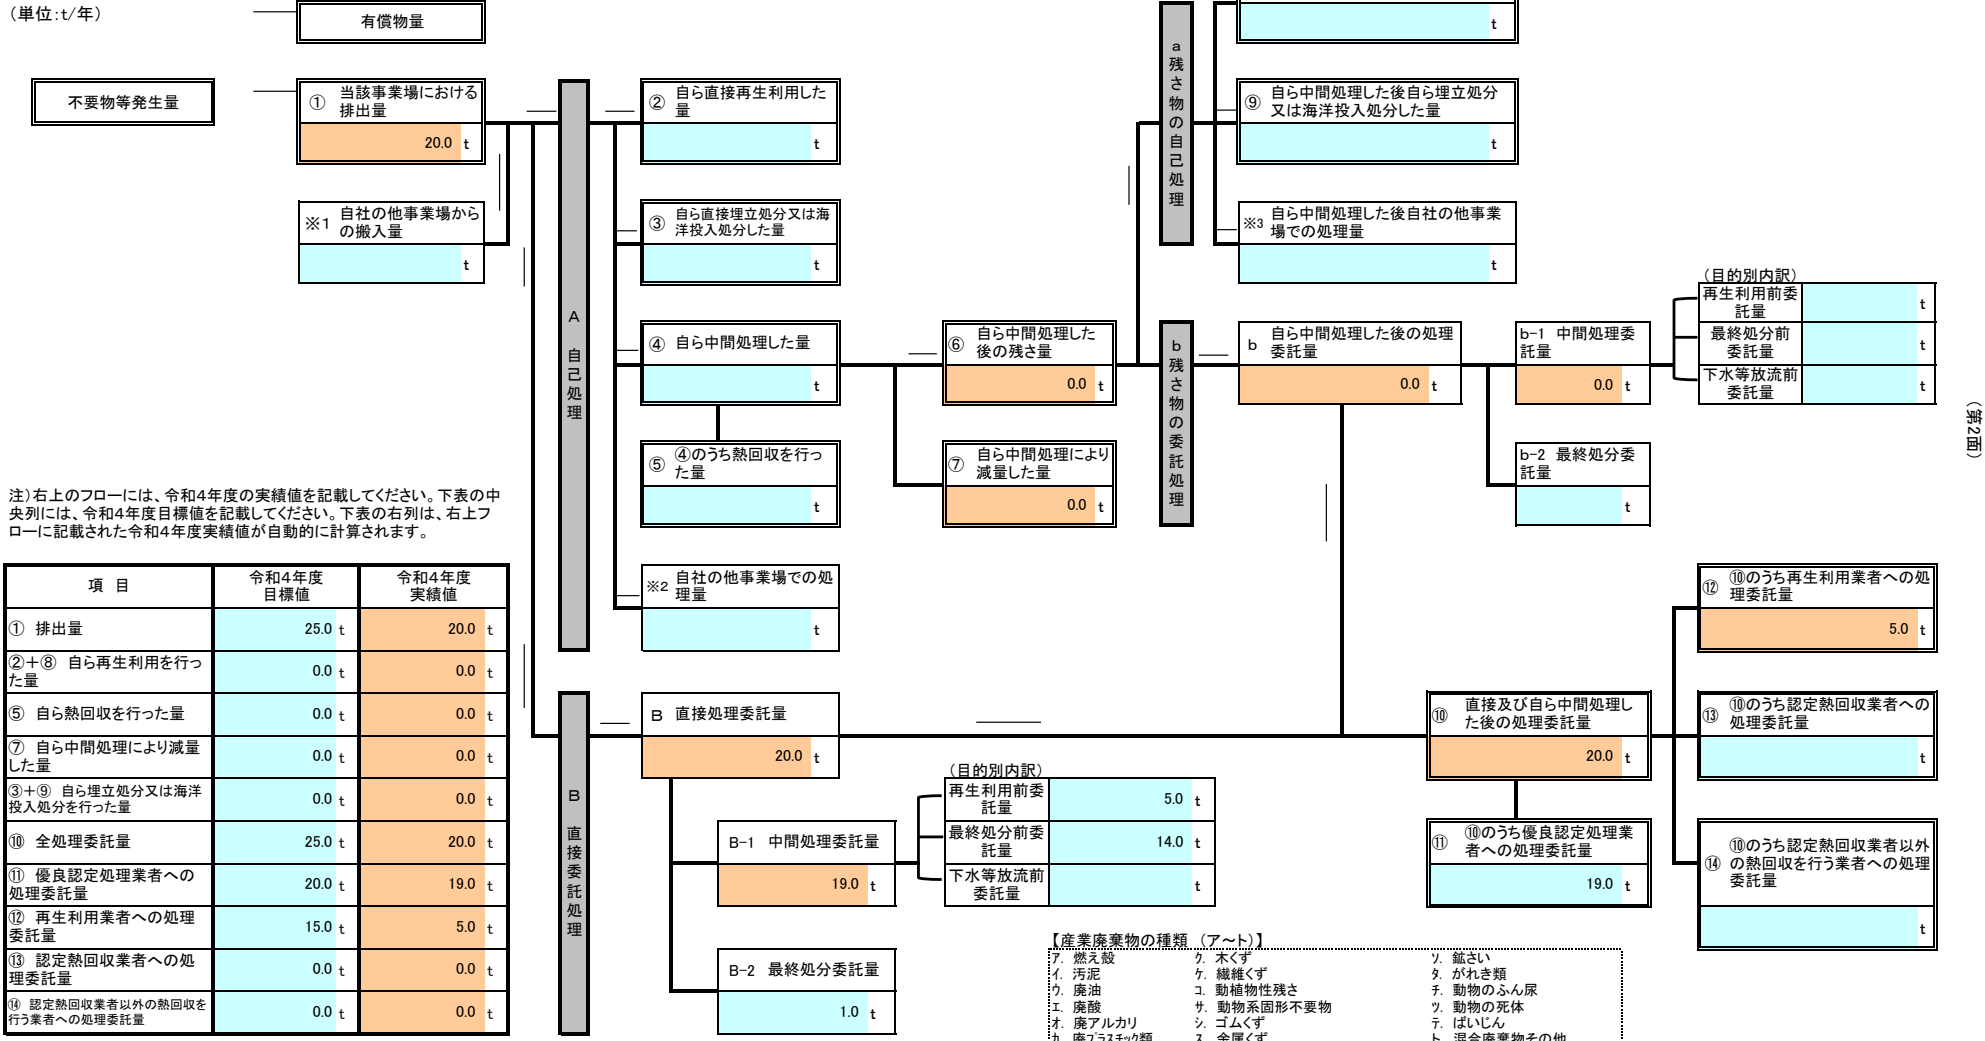 （単位：t/年）
有償物量
t
不要物等発生量
① 当該事業場における
排出量
20.0 t
※1 自社の他事業場から
の搬入量
t
A 自己処理
② 自ら直接再生利用した
量
t
③ 自ら直接埋立処分又は海
洋投入処分した量
t
④ 自ら中間処理した量
t
⑤ ④のうち熱回収を行っ
た量
t
※2 自社の他事業場での処
理量
t
⑥ 自ら中間処理した
後の残さ量
0.0 t
⑦ 自ら中間処理により
減量した量
0.0 t
a 残さ物の自己処理
⑨ 自ら中間処理した後自ら埋立処分
又は海洋投入処分した量
t
※3 自ら中間処理した後自社の他事業
場での処理量
t
b 残さ物の委託処理
b 自ら中間処理した後の処理
委託量
0.0 t
b-1 中間処理委
託量
0.0 t
b-2 最終処分委
託量
t
（目的別内訳）
再生利用前委
託量
t
最終処分前
委託量
t
下水等放流前
委託量
t
（第2面）
注）右上のフローには、令和4年度の実績値を記載してください。下表の中
央列には、令和4年度目標値を記載してください。下表の右列は、右上フ
ローに記載された令和4年度実績値が自動的に計算されます。
項 目
令和4年度
目標値
令和4年度
実績値
① 排出量 25.0 t 20.0 t
②＋⑧ 自ら再生利用を行っ
た量 0.0 t 0.0 t
⑤ 自ら熱回収を行った量 0.0 t 0.0 t
⑦ 自ら中間処理により減量
した量 0.0 t 0.0 t
③＋⑨ 自ら埋立処分又は海洋
投入処分を行った量 0.0 t 0.0 t
⑩ 全処理委託量 25.0 t 20.0 t
⑪ 優良認定処理業者への
処理委託量 20.0 t 19.0 t
⑫ 再生利用業者への処理
委託量 15.0 t 5.0 t
⑬ 認定熱回収業者への処
理委託量 0.0 t 0.0 t
⑭ 認定熱回収業者以外の熱回収を
行う業者への処理委託量 0.0 t 0.0 t
B 直接委託処理
B 直接処理委託量
20.0 t
B-1 中間処理委託量
19.0 t
B-2 最終処分委託量
1.0 t
（目的別内訳）
再生利用前委
託量
5.0 t
最終処分前委
託量
14.0 t
下水等放流前
委託量
t
⑩ 直接及び自ら中間処理し
た後の処理委託量
20.0 t
⑪ ⑩のうち優良認定処理業
者への処理委託量
19.0 t
⑫ ⑩のうち再生利用業者への処
理委託量
5.0 t
⑬ ⑩のうち認定熱回収業者への
処理委託量
t
⑭ ⑩のうち認定熱回収業者以外
の熱回収を行う業者への処理
委託量
t
【産業廃棄物の種類 （ア～ト）】
ア. 燃え殻 ク. 木くず ソ. 鉱さい
イ. 汚泥 ケ. 繊維くず タ. がれき類
ウ. 廃油 コ. 動植物性残さ チ. 動物のふん尿
エ. 廃酸 サ. 動物系固形不要物 ツ. 動物の死体
オ. 廃アルカリ シ. ゴムくず テ. ばいじん
カ. 廃プラスチック類 ス. 金属くず ト. 混合廃棄物その他